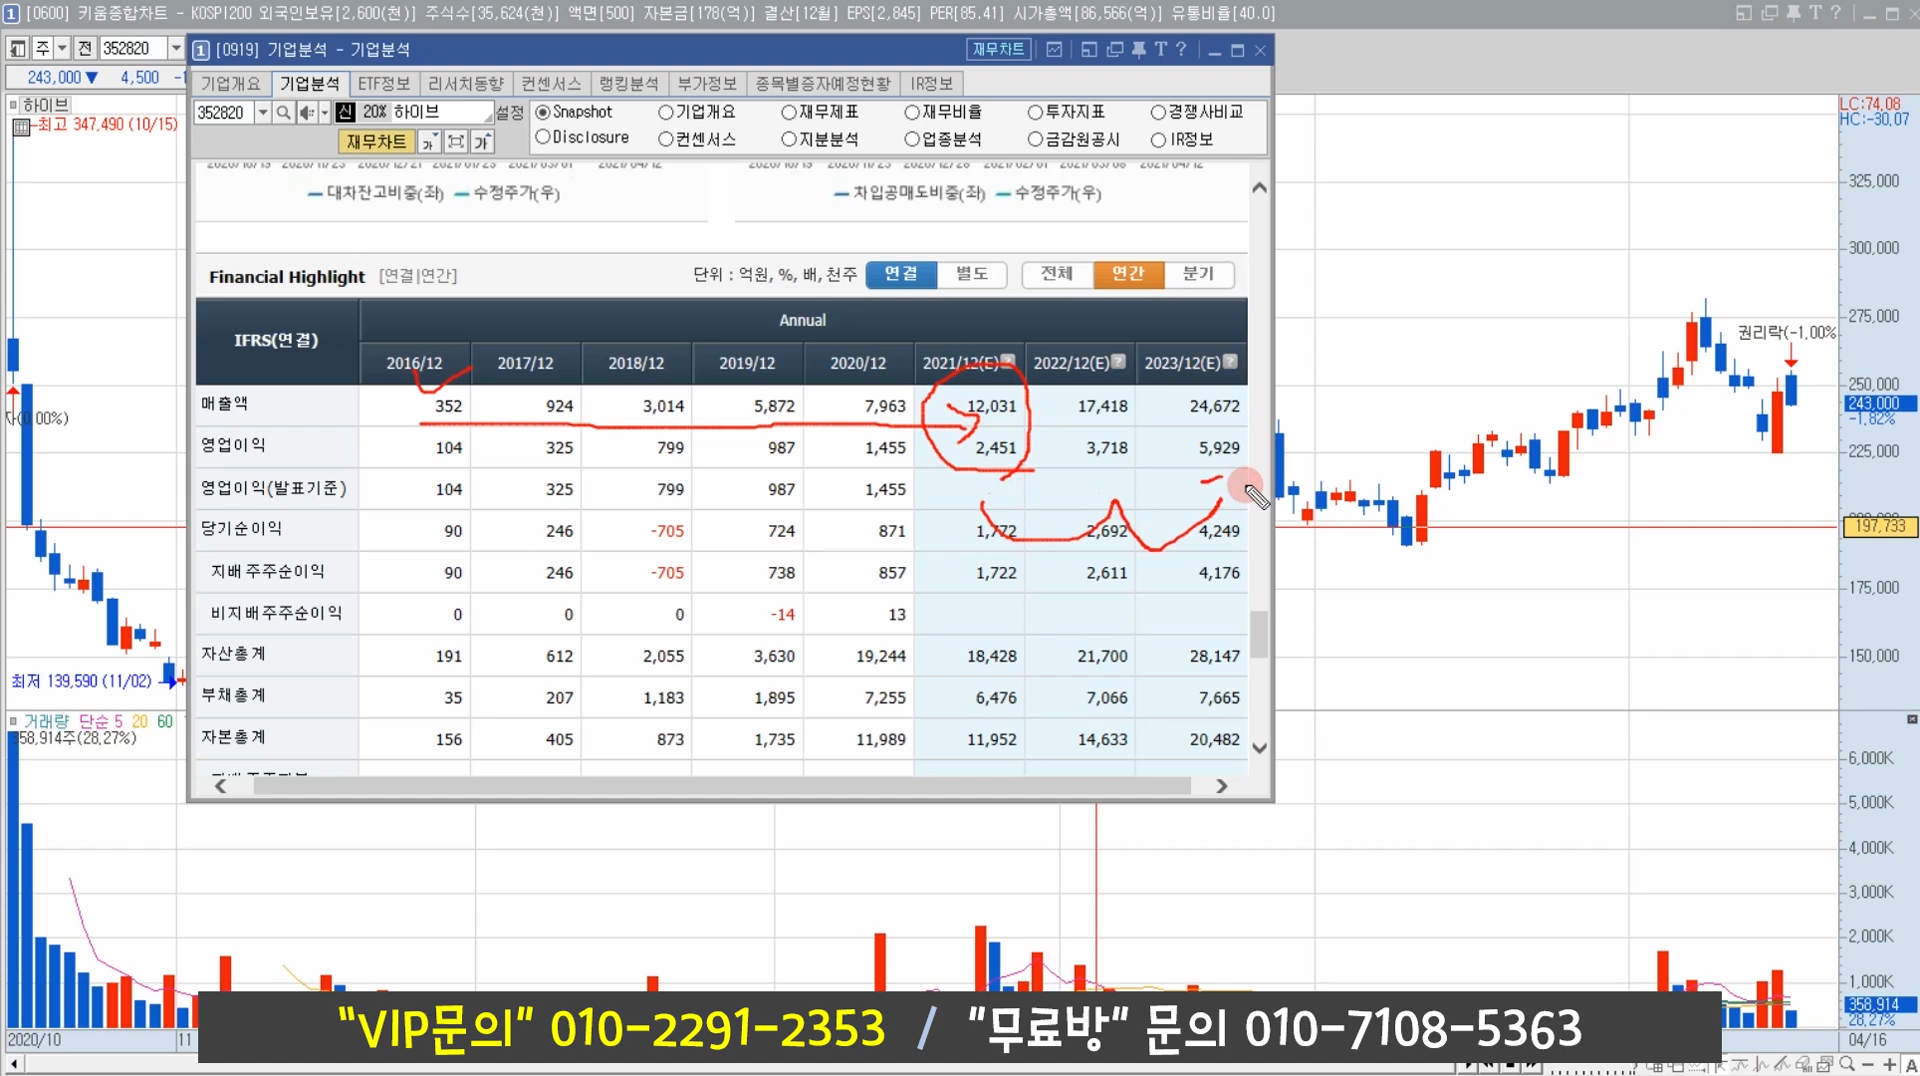 [0600] 키움종합차트 - KOSPI200 외국인보유[2,600(천)] 주식수[35,624(천)] 액면[500] 자본금[178(억)] 결산[12월] EPS[2,845] PER[85.41] 시가총액[86,566(억)] 유통비율[40.0]
주 전 352820
243,000 ▼ 4,500
[0919] 기업분석 - 기업분석 재무차트
기업개요 기업분석 ETF정보 리서치동향 컨센서스 랭킹분석 부가정보 종목별증자예정현황 IR정보
352820 신 20% 하이브 설정 Snapshot 기업개요 재무제표 재무비율 투자지표 경쟁사비교
재무차트 가 가 Disclosure 컨센서스 지분분석 업종분석 금감원공시 IR정보
하이브
최고 347,490 (10/15)
LC:74,08
HC:-30,07
대차잔고비중(좌) 수정주가(우) 차입공매도비중(좌) 수정주가(우)
Financial Highlight [연결|연간] 단위 : 억원, %, 배, 천주 연결 별도 전체 연간 분기
IFRS(연결) Annual
2016/12 2017/12 2018/12 2019/12 2020/12 2021/12(E) 2022/12(E) 2023/12(E)
매출액 352 924 3,014 5,872 7,963 12,031 17,418 24,672
영업이익 104 325 799 987 1,455 2,451 3,718 5,929
영업이익(발표기준) 104 325 799 987 1,455
당기순이익 90 246 -705 724 871 1,772 2,692 4,249
지배주주순이익 90 246 -705 738 857 1,722 2,611 4,176
비지배주주순이익 0 0 0 -14 13
자산총계 191 612 2,055 3,630 19,244 18,428 21,700 28,147
부채총계 35 207 1,183 1,895 7,255 6,476 7,066 7,665
자본총계 156 405 873 1,735 11,989 11,952 14,633 20,482
최저 139,590 (11/02)
거래량 단순 5 20 60
358,914주(28,27%)
325,000
300,000
275,000
권리락(-1,00%
250,000
243,000
-1,82%
225,000
197,733
175,000
150,000
6,000K
5,000K
4,000K
3,000K
2,000K
1,000K
358,914
28,27%
2020/10 11 04/16
"VIP문의" 010-2291-2353 / "무료방" 문의 010-7108-5363